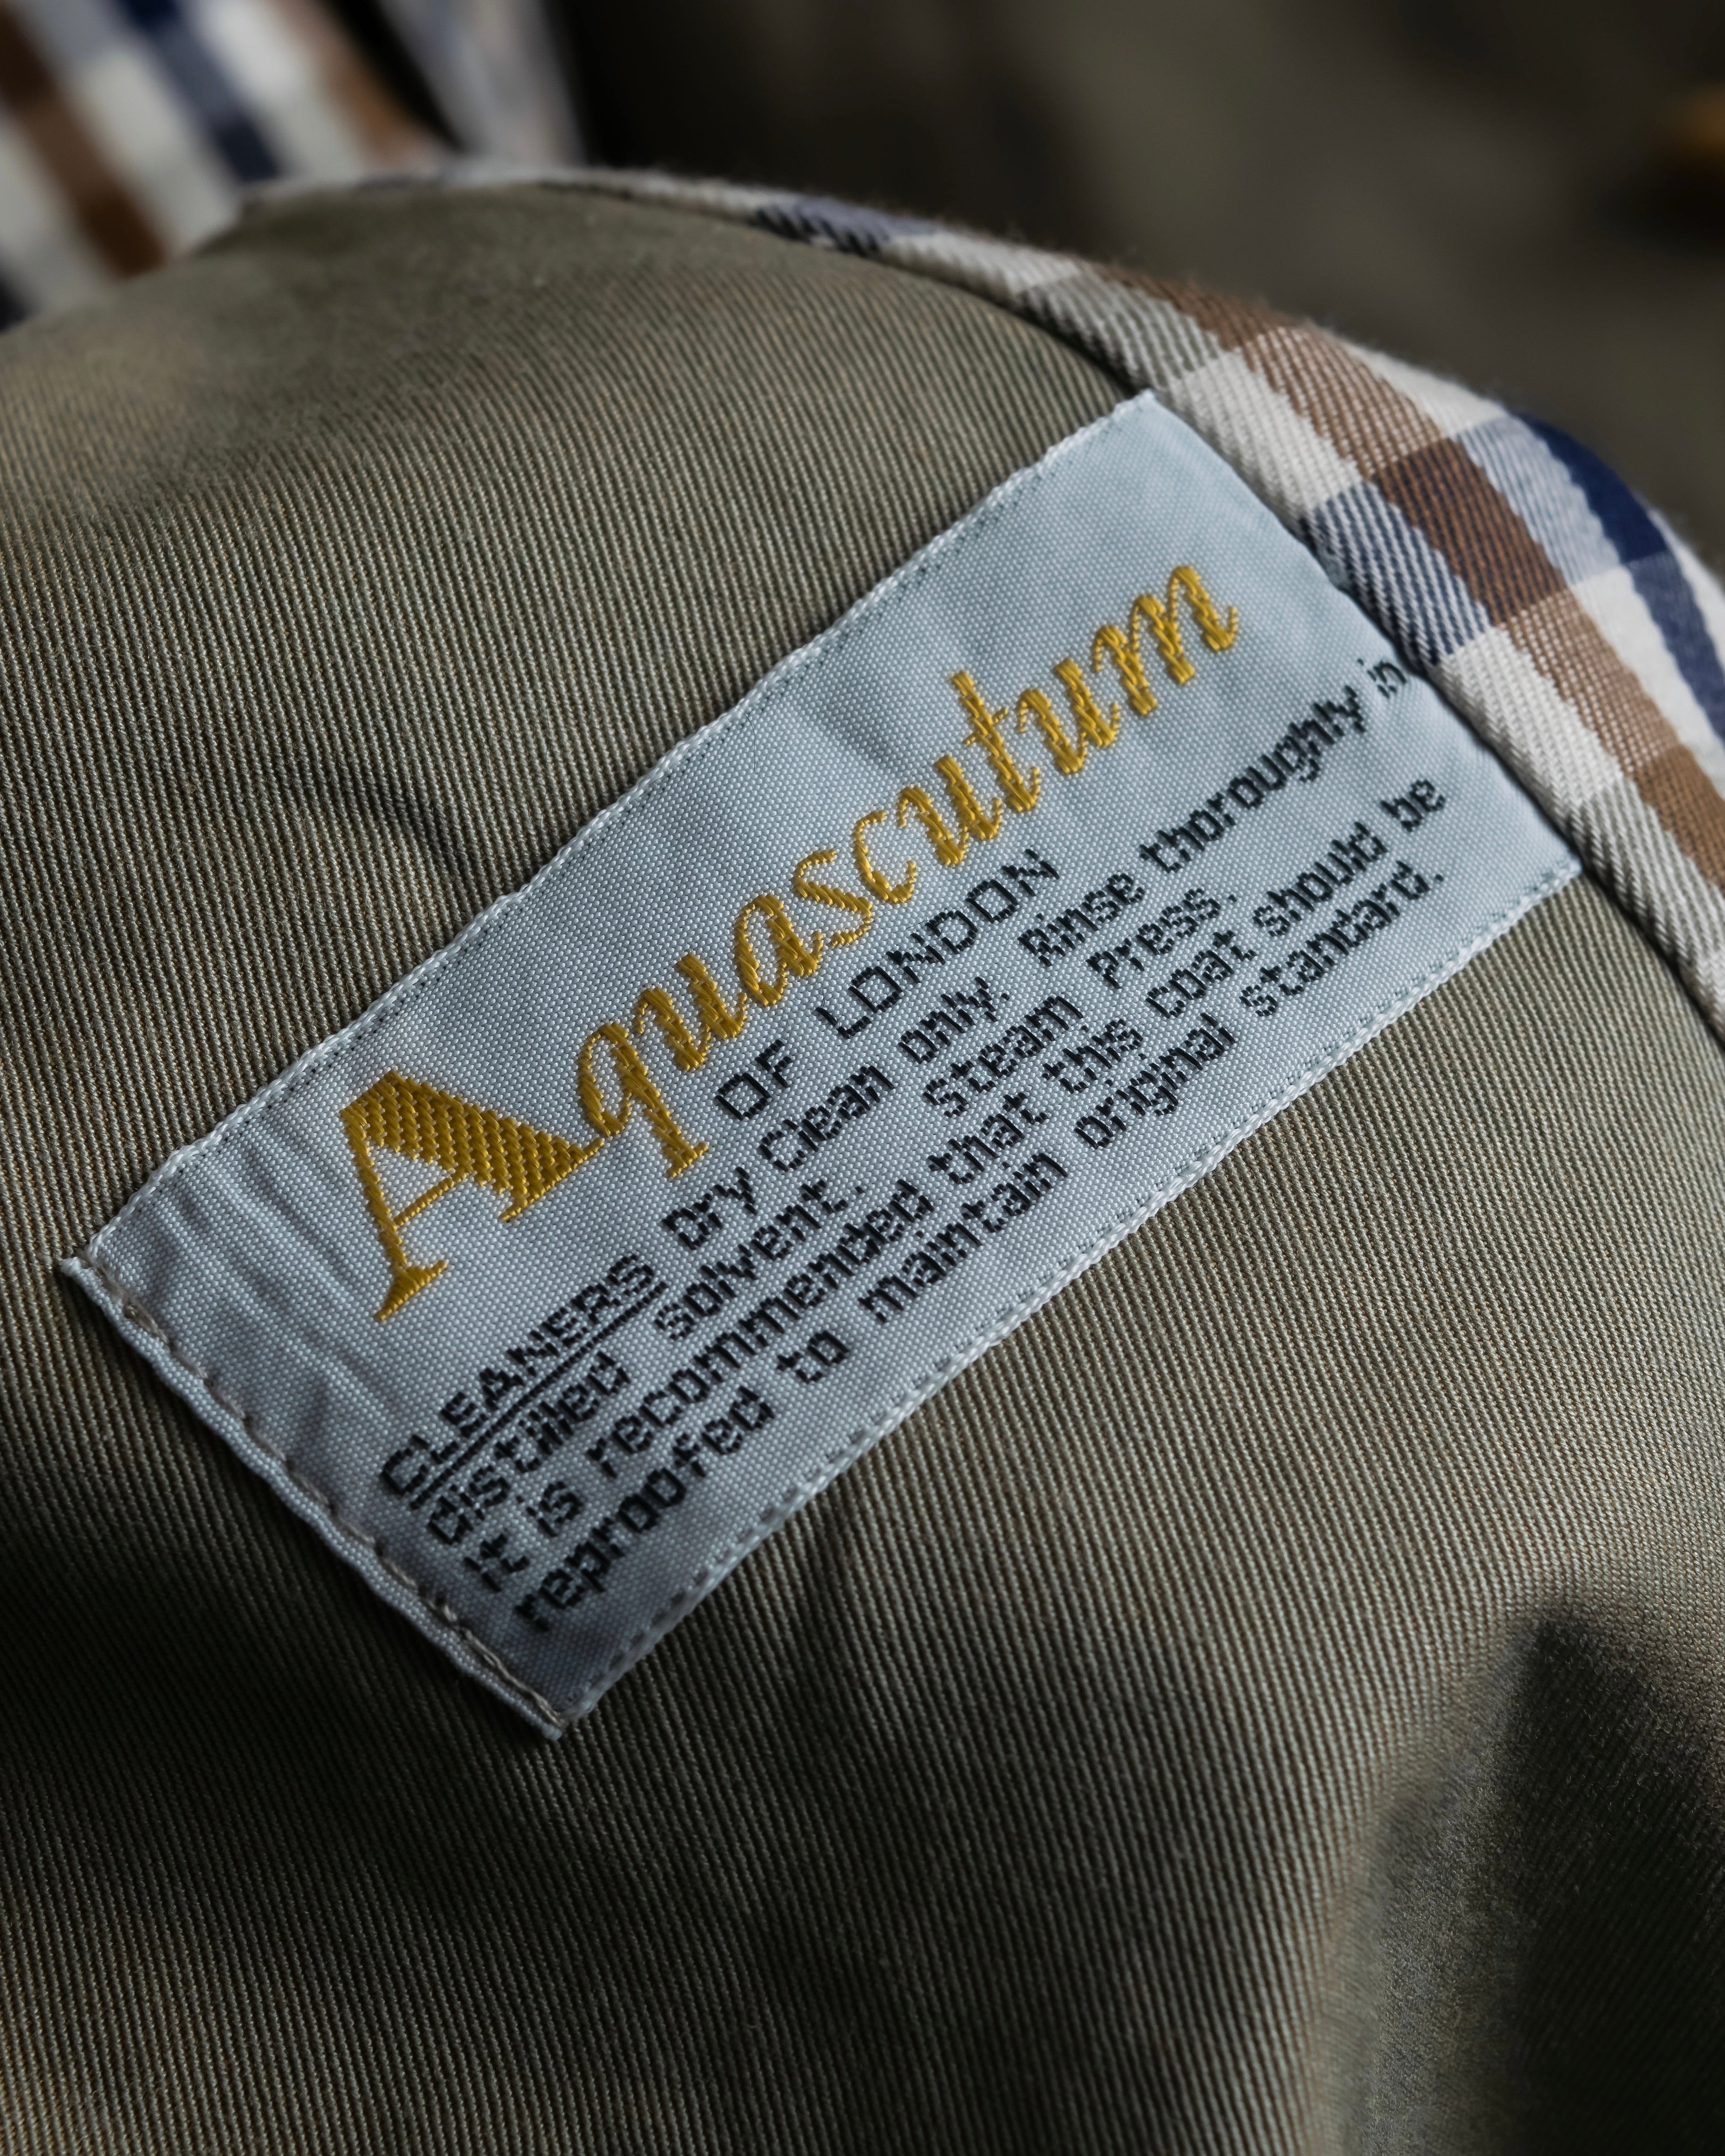 Aquascutum
OF LONDON
CLEANERS Dry Clean only. Rinse thoroughly in
distilled solvent. Steam Press.
It is recommended that this coat should be
reproofed to maintain original standard.